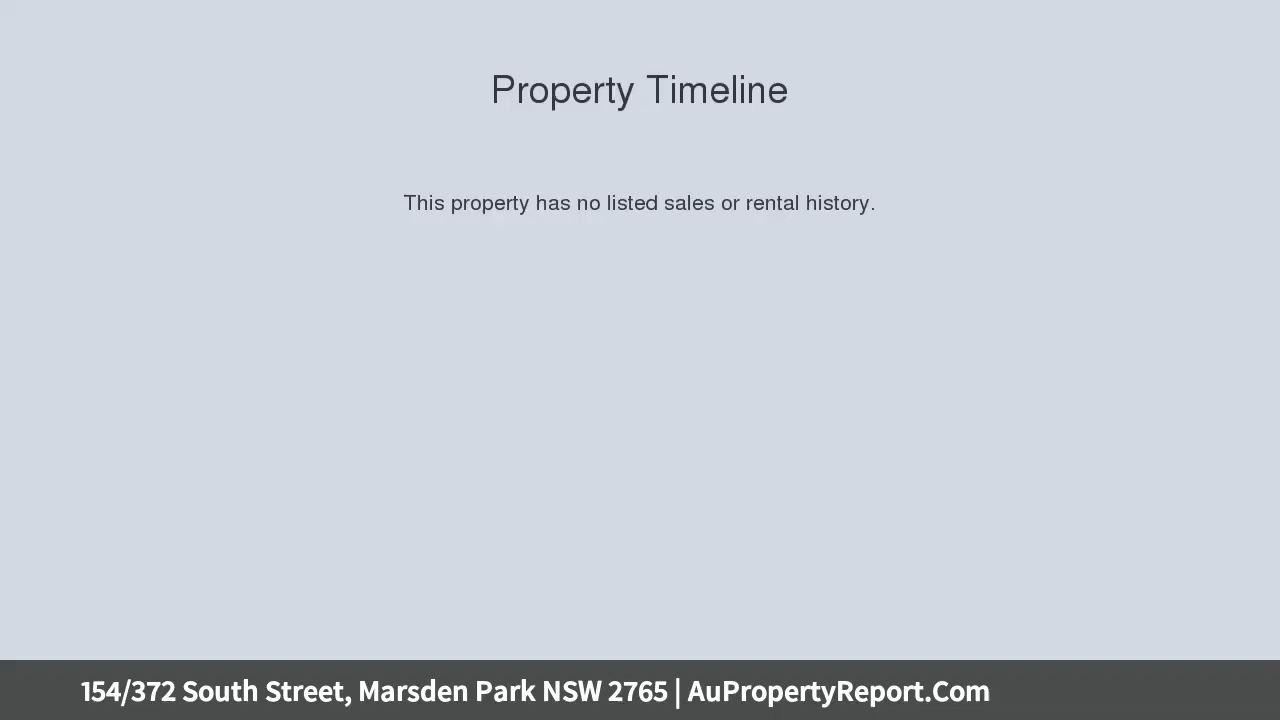 Property Timeline
This property has no listed sales or rental history.
154/372 South Street, Marsden Park NSW 2765 | AuPropertyReport.Com